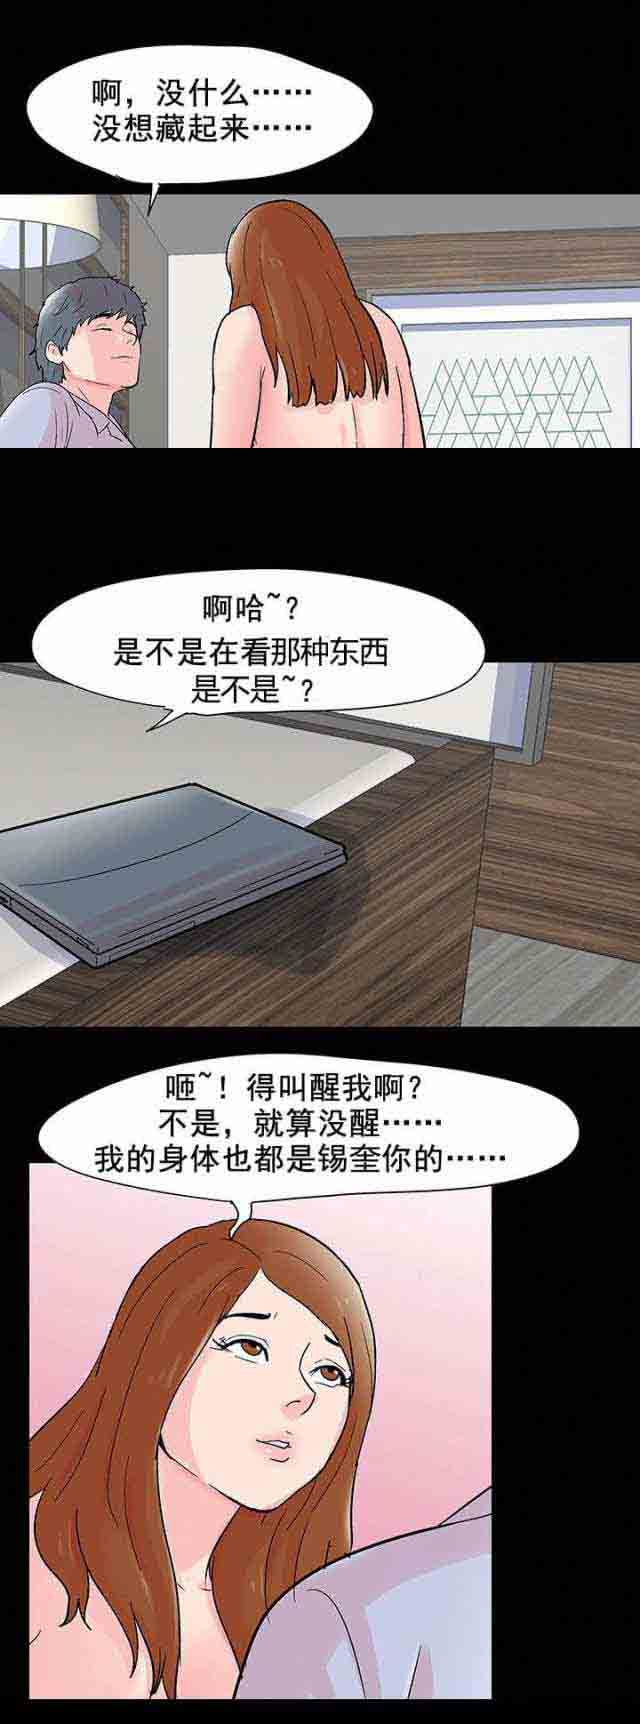 啊，没什么……
没想藏起来……
啊哈~？
是不是在看那种东西
是不是~？
咂~！得叫醒我啊？
不是，就算没醒……
我的身体也都是锡奎你的……